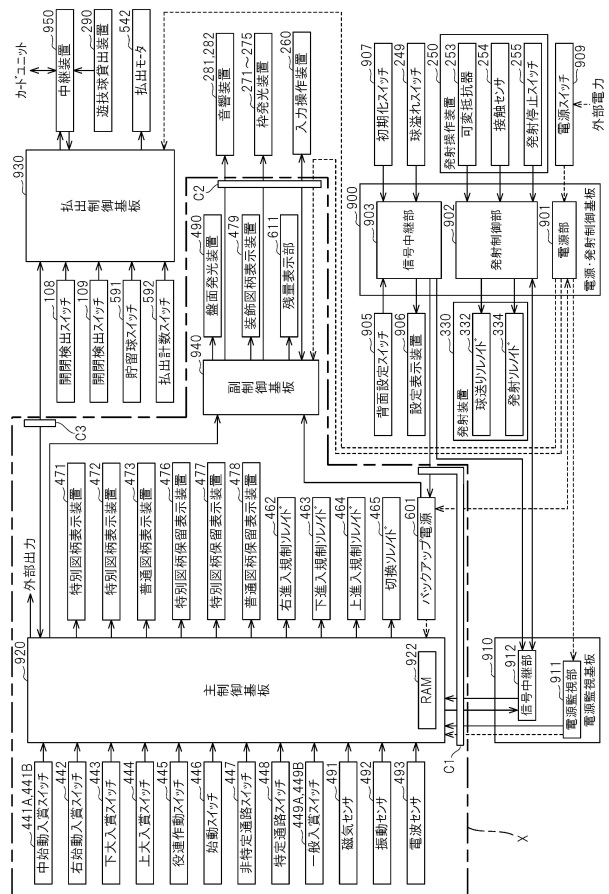 外部出力
920
主制御基板
922
RAM
441A,441B
中始動入賞スイッチ
442
右始動入賞スイッチ
443
下大入賞スイッチ
444
上大入賞スイッチ
445
役連作動スイッチ
446
始動スイッチ
447
非特定通路スイッチ
448
特定通路スイッチ
449A,449B
一般入賞スイッチ
491
磁気センサ
492
振動センサ
493
電波センサ
X
C1
471
特別図柄表示装置
472
特別図柄表示装置
473
普通図柄表示装置
476
特別図柄保留表示装置
477
特別図柄保留表示装置
478
普通図柄保留表示装置
462
右進入規制ソレノイド
463
下進入規制ソレノイド
464
上進入規制ソレノイド
465
切換ソレノイド
601
バックアップ電源
910
912
信号中継部
911
電源監視部
電源監視基板
C3
108
開閉検出スイッチ
109
開閉検出スイッチ
591
貯留球スイッチ
592
払出計数スイッチ
930
払出制御基板
カードユニット
950
中継装置
290
遊技球貸出装置
542
払出モータ
940
副制御基板
490
盤面発光装置
479
装飾図柄表示装置
611
残量表示部
C2
281,282
音響装置
271～275
枠発光装置
260
入力操作装置
905
背面設定スイッチ
906
設定表示装置
330
発射装置
332
球送りソレノイド
334
発射ソレノイド
900
903
信号中継部
902
発射制御部
901
電源部
電源・発射制御基板
907
初期化スイッチ
249
球溢れスイッチ
250
発射操作装置
253
可変抵抗器
254
接触センサ
255
発射停止スイッチ
909
電源スイッチ
外部電力